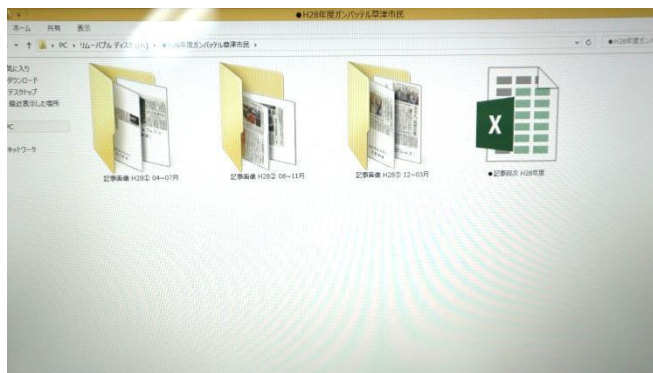 ●H28年度ガンバッテル草津市民
ホーム 共有 表示
PC ▸ リムーバブル ディスク ▸ ●H28年度ガンバッテル草津市民 ▸
気に入り
ダウンロード
デスクトップ
最近表示した場所
PC
ネットワーク
記事画像 H28① 04~07月
記事画像 H28② 08~11月
記事画像 H28③ 12~03月
●記事目次 H28年度
X